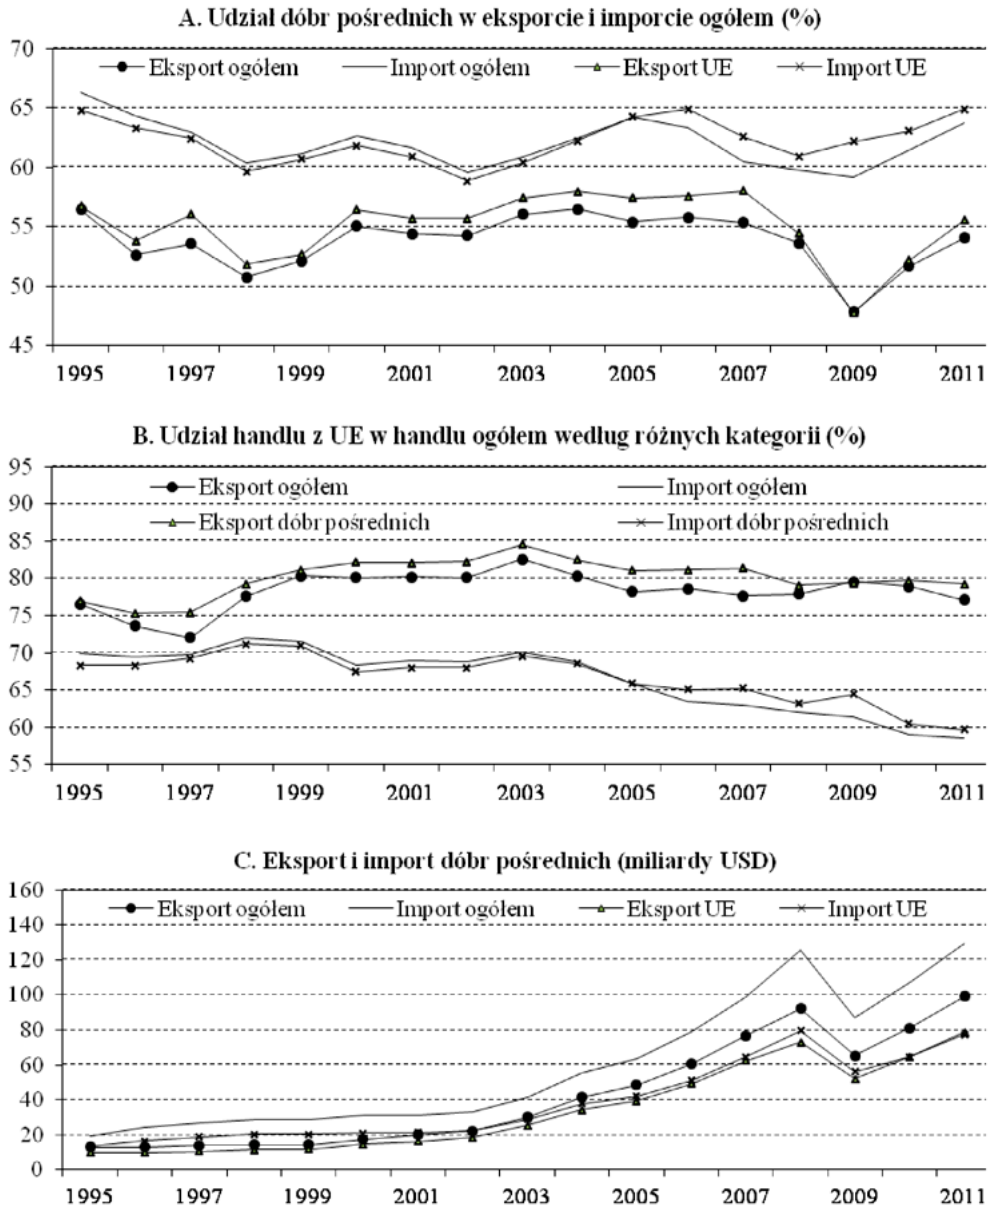 A. Udział dóbr pośrednich w eksporcie i imporcie ogółem (%)
70
Eksport ogółem Import ogółem Eksport UE Import UE
65
60
55
50
45
1995 1997 1999 2001 2003 2005 2007 2009 2011
B. Udział handlu z UE w handlu ogółem według różnych kategorii (%)
95
Eksport ogółem Import ogółem
90
Eksport dóbr pośrednich Import dóbr pośrednich
85
80
75
70
65
60
55
1995 1997 1999 2001 2003 2005 2007 2009 2011
C. Eksport i import dóbr pośrednich (miliardy USD)
160
Eksport ogółem Import ogółem Eksport UE Import UE
140
120
100
80
60
40
20
0
1995 1997 1999 2001 2003 2005 2007 2009 2011